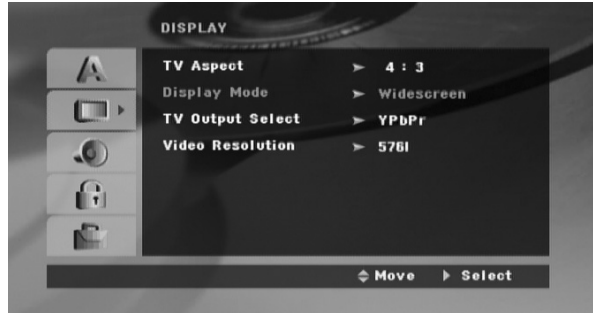 DISPLAY
A
TV Aspect ➢ 4 : 3
Display Mode ➢ Widescreen
TV Output Select ➢ YPbPr
Video Resolution ➢ 576I
Move Select